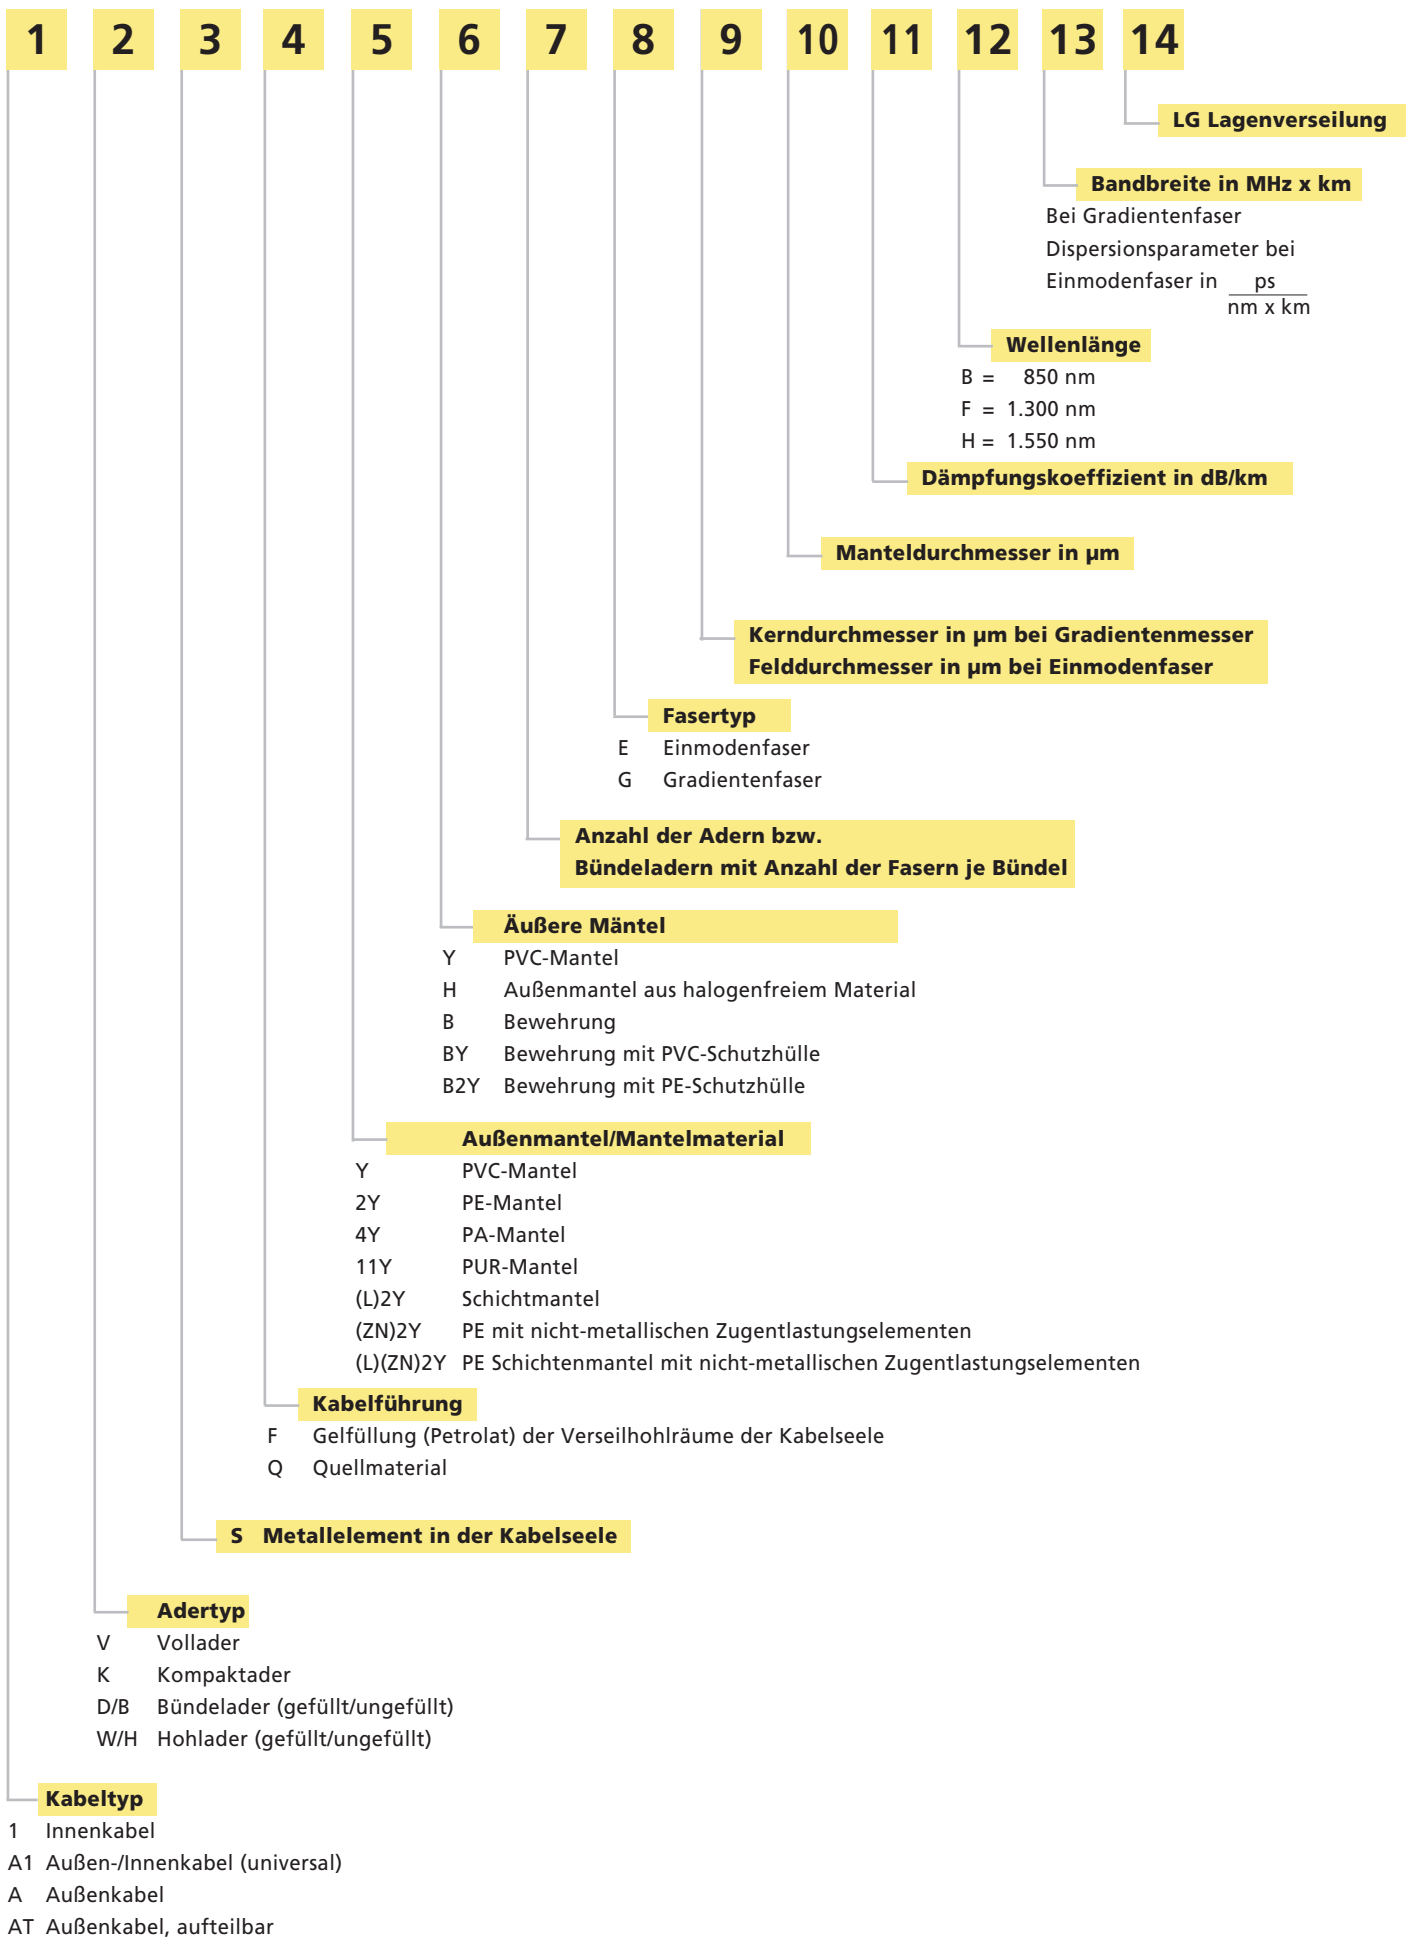 1 2 3 4 5 6 7 8 9 10 11 12 13 14
LG Lagenverseilung
Bandbreite in MHz x km
Bei Gradientenfaser
Dispersionsparameter bei
Einmodenfaser in ps
nm x km
Wellenlänge
B = 850 nm
F = 1.300 nm
H = 1.550 nm
Dämpfungskoeffizient in dB/km
Manteldurchmesser in µm
Kerndurchmesser in µm bei Gradientenmesser
Felddurchmesser in µm bei Einmodenfaser
Fasertyp
E Einmodenfaser
G Gradientenfaser
Anzahl der Adern bzw.
Bündeladern mit Anzahl der Fasern je Bündel
Äußere Mäntel
Y PVC-Mantel
H Außenmantel aus halogenfreiem Material
B Bewehrung
BY Bewehrung mit PVC-Schutzhülle
B2Y Bewehrung mit PE-Schutzhülle
Außenmantel/Mantelmaterial
Y PVC-Mantel
2Y PE-Mantel
4Y PA-Mantel
11Y PUR-Mantel
(L)2Y Schichtmantel
(ZN)2Y PE mit nicht-metallischen Zugentlastungselementen
(L)(ZN)2Y PE Schichtenmantel mit nicht-metallischen Zugentlastungselementen
Kabelführung
F Gelfüllung (Petrolat) der Verseilhohlräume der Kabelseele
Q Quellmaterial
S Metallelement in der Kabelseele
Adertyp
V Vollader
K Kompaktader
D/B Bündelader (gefüllt/ungefüllt)
W/H Hohlader (gefüllt/ungefüllt)
Kabeltyp
1 Innenkabel
A1 Außen-/Innenkabel (universal)
A Außenkabel
AT Außenkabel, aufteilbar